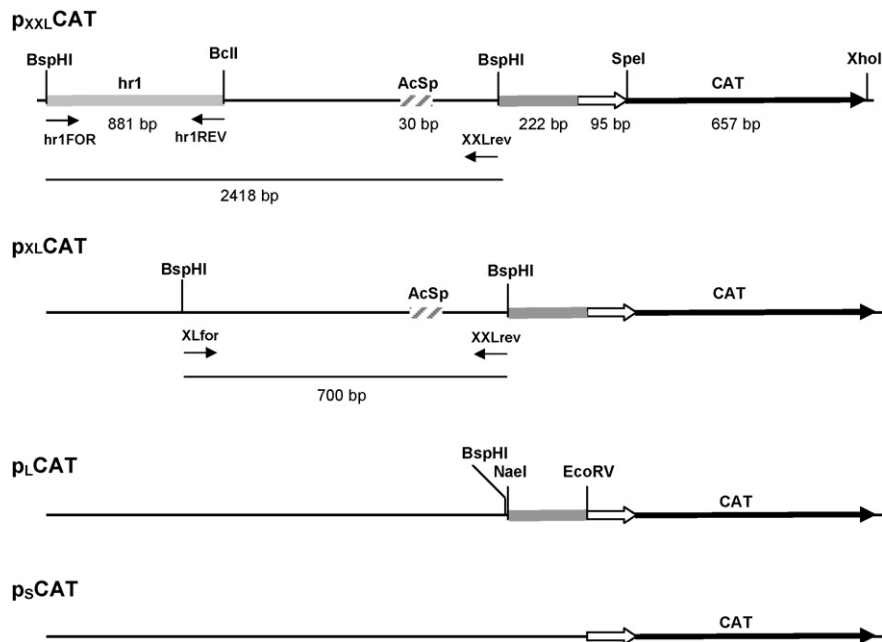 pXXLCAT
BspHI BclI BspHI SpeI XhoI
hr1 AcSp CAT
881 bp 30 bp 222 bp 95 bp 657 bp
hr1FOR hr1REV XXLrev
2418 bp
pXLCAT
BspHI BspHI
AcSp CAT
XLfor XXLrev
700 bp
pLCAT
BspHI
NaeI EcoRV
CAT
pSCAT
CAT